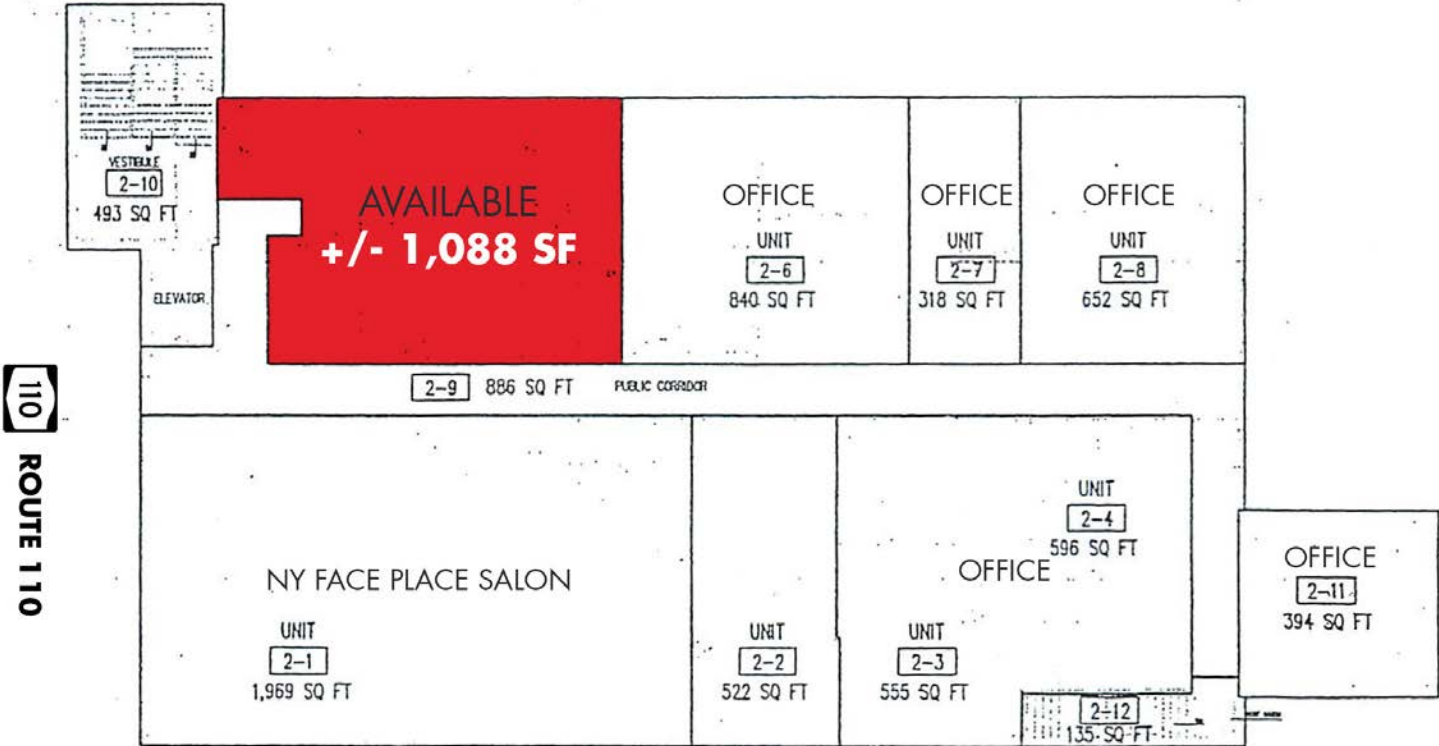 VESTIBULE
2-10
493 SQ FT
ELEVATOR
AVAILABLE
+/- 1,088 SF
OFFICE
UNIT
2-6
840 SQ FT
OFFICE
UNIT
2-7
318 SQ FT
OFFICE
UNIT
2-8
652 SQ FT
2-9 886 SQ FT PUBLIC CORRIDOR
110 ROUTE 110
NY FACE PLACE SALON
UNIT
2-1
1,969 SQ FT
UNIT
2-2
522 SQ FT
UNIT
2-3
555 SQ FT
UNIT
2-4
596 SQ FT
OFFICE
OFFICE
2-11
394 SQ FT
2-12
135 SQ FT